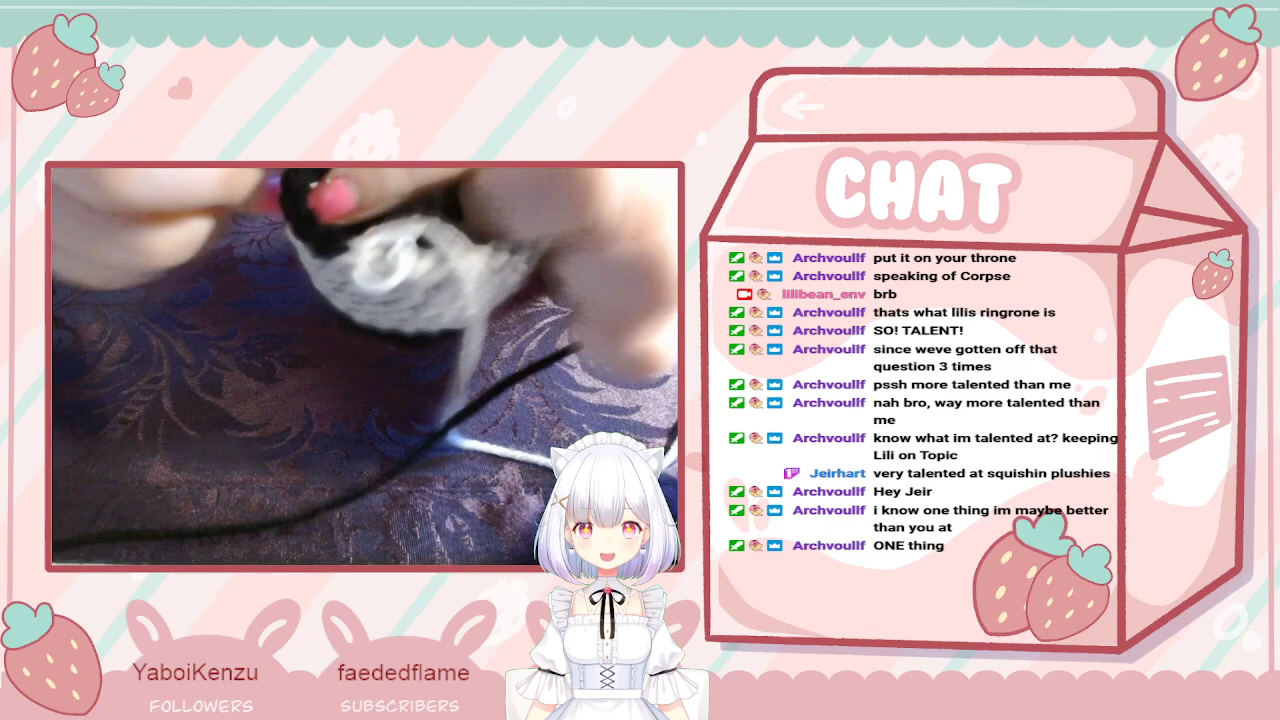 CHAT
Archvoullf put it on your throne
Archvoullf speaking of Corpse
lilibean_env brb
Archvoullf thats what lilis ringrone is
Archvoullf SO! TALENT!
Archvoullf since weve gotten off that
question 3 times
Archvoullf pssh more talented than me
Archvoullf nah bro, way more talented than
me
Archvoullf know what im talented at? keeping
Lili on Topic
Jeirhart very talented at squishin plushies
Archvoullf Hey Jeir
Archvoullf i know one thing im maybe better
than you at
Archvoullf ONE thing
YaboiKenzu faededflame
FOLLOWERS SUBSCRIBERS